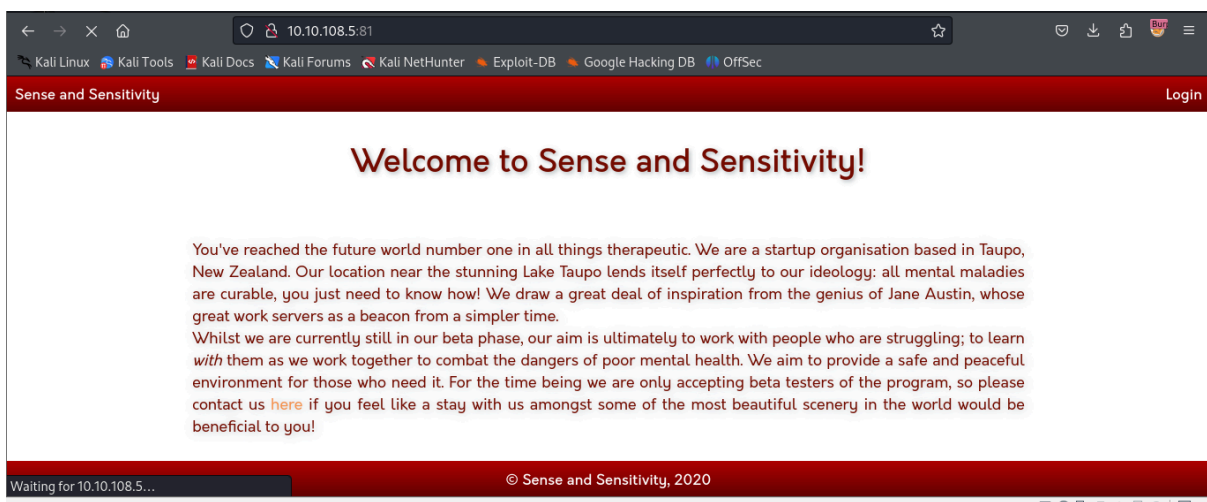 10.10.108.5:81
Kali Linux Kali Tools Kali Docs Kali Forums Kali NetHunter Exploit-DB Google Hacking DB OffSec
Sense and Sensitivity Login
Welcome to Sense and Sensitivity!
You've reached the future world number one in all things therapeutic. We are a startup organisation based in Taupo,
New Zealand. Our location near the stunning Lake Taupo lends itself perfectly to our ideology: all mental maladies
are curable, you just need to know how! We draw a great deal of inspiration from the genius of Jane Austin, whose
great work servers as a beacon from a simpler time.
Whilst we are currently still in our beta phase, our aim is ultimately to work with people who are struggling; to learn
with them as we work together to combat the dangers of poor mental health. We aim to provide a safe and peaceful
environment for those who need it. For the time being we are only accepting beta testers of the program, so please
contact us here if you feel like a stay with us amongst some of the most beautiful scenery in the world would be
beneficial to you!
© Sense and Sensitivity, 2020
Waiting for 10.10.108.5...